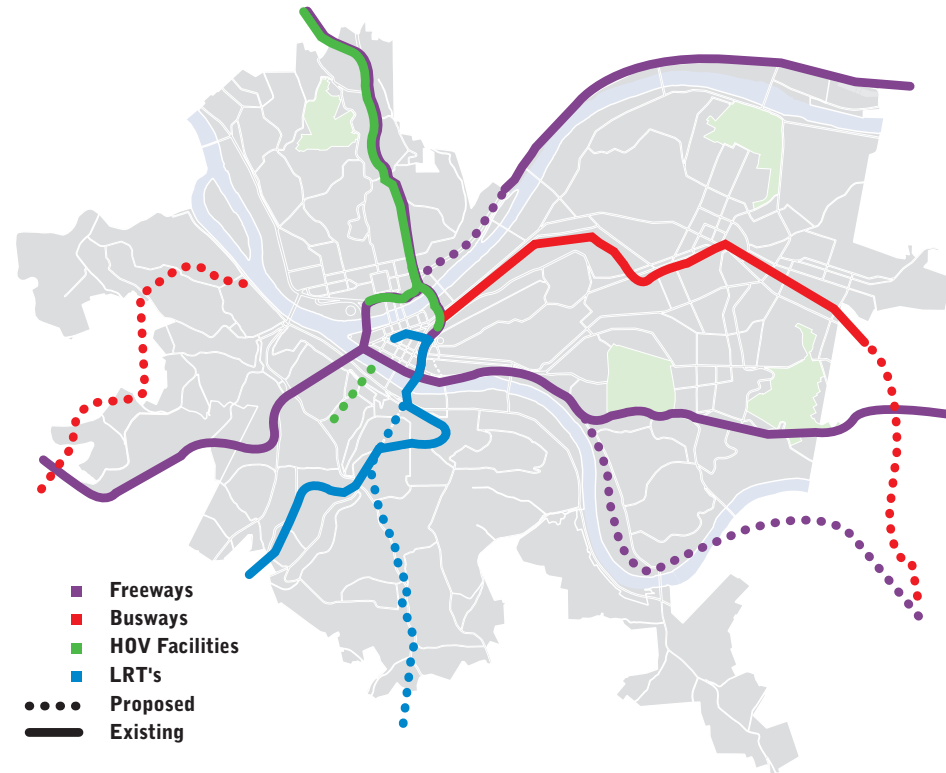 Freeways
Busways
HOV Facilities
LRT's
Proposed
Existing